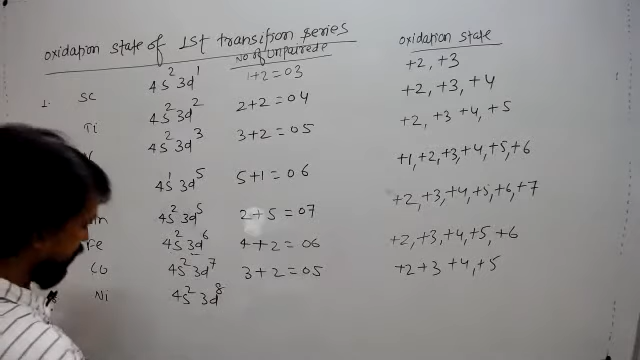 oxidation state of 1st transition series
No of unpaired e
oxidation state
1. SC 4s² 3d¹ 1+2=03 +2, +3
Ti 4s² 3d² 2+2=04 +2, +3, +4
4s² 3d³ 3+2=05 +2, +3 +4, +5
4s¹ 3d⁵ 5+1=06 +1, +2, +3, +4, +5, +6
4s² 3d⁵ 2+5=07 +2, +3, +4, +5, +6, +7
Fe 4s² 3d⁶ 4+2=06 +2, +3, +4, +5, +6
Co 4s² 3d⁷ 3+2=05 +2 +3 +4, +5
Ni 4s² 3d⁸